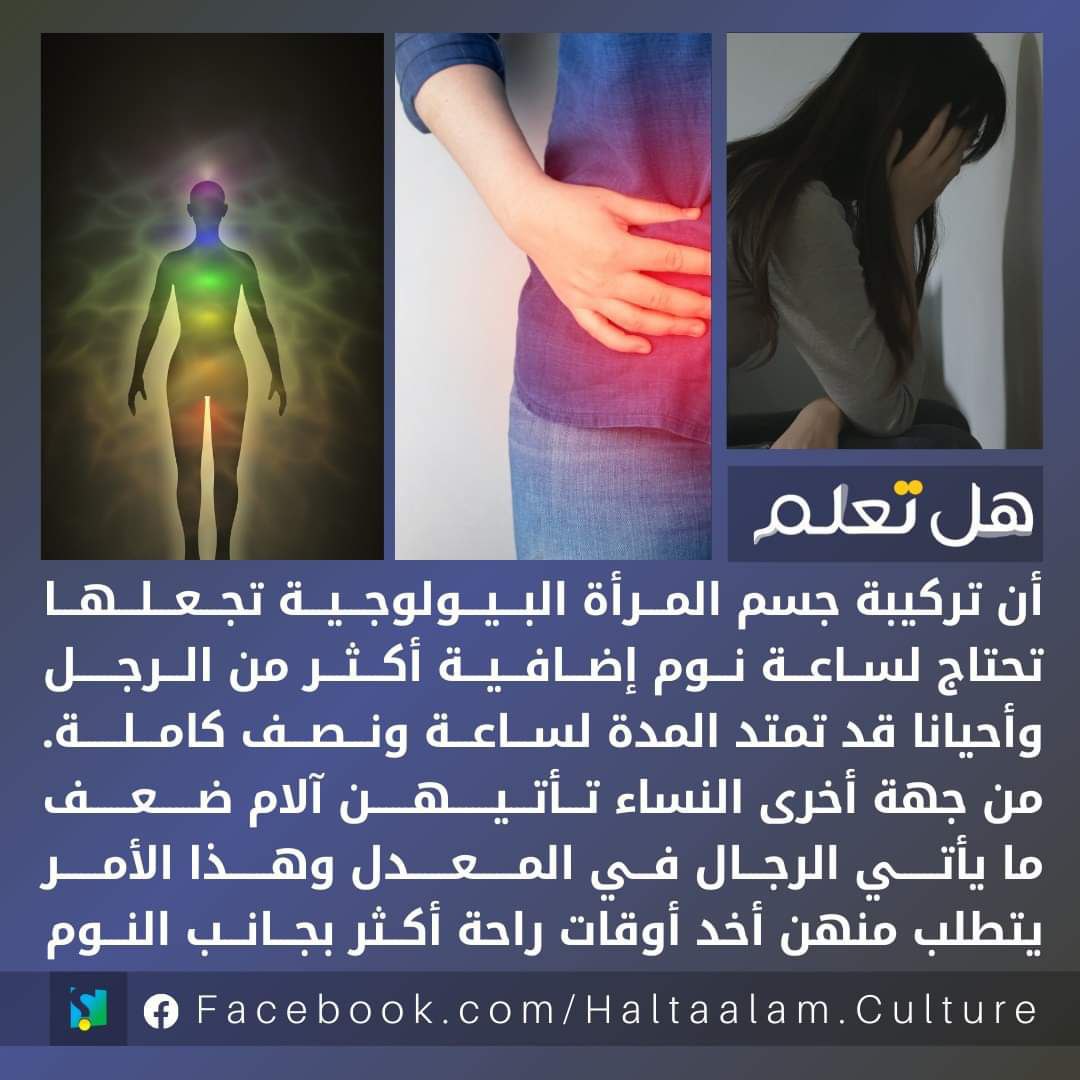 هل تعلم
أن تركيبة جسم المرأة البيولوجية تجعلها
تحتاج لساعة نوم إضافية أكثر من الرجل
وأحيانا قد تمتد المدة لساعة ونصف كاملة.
من جهة أخرى النساء تأتيهن آلام ضعف
ما يأتي الرجال في المعدل وهذا الأمر
يتطلب منهن أخد أوقات راحة أكثر بجانب النوم
Facebook.com/Haltaalam.Culture